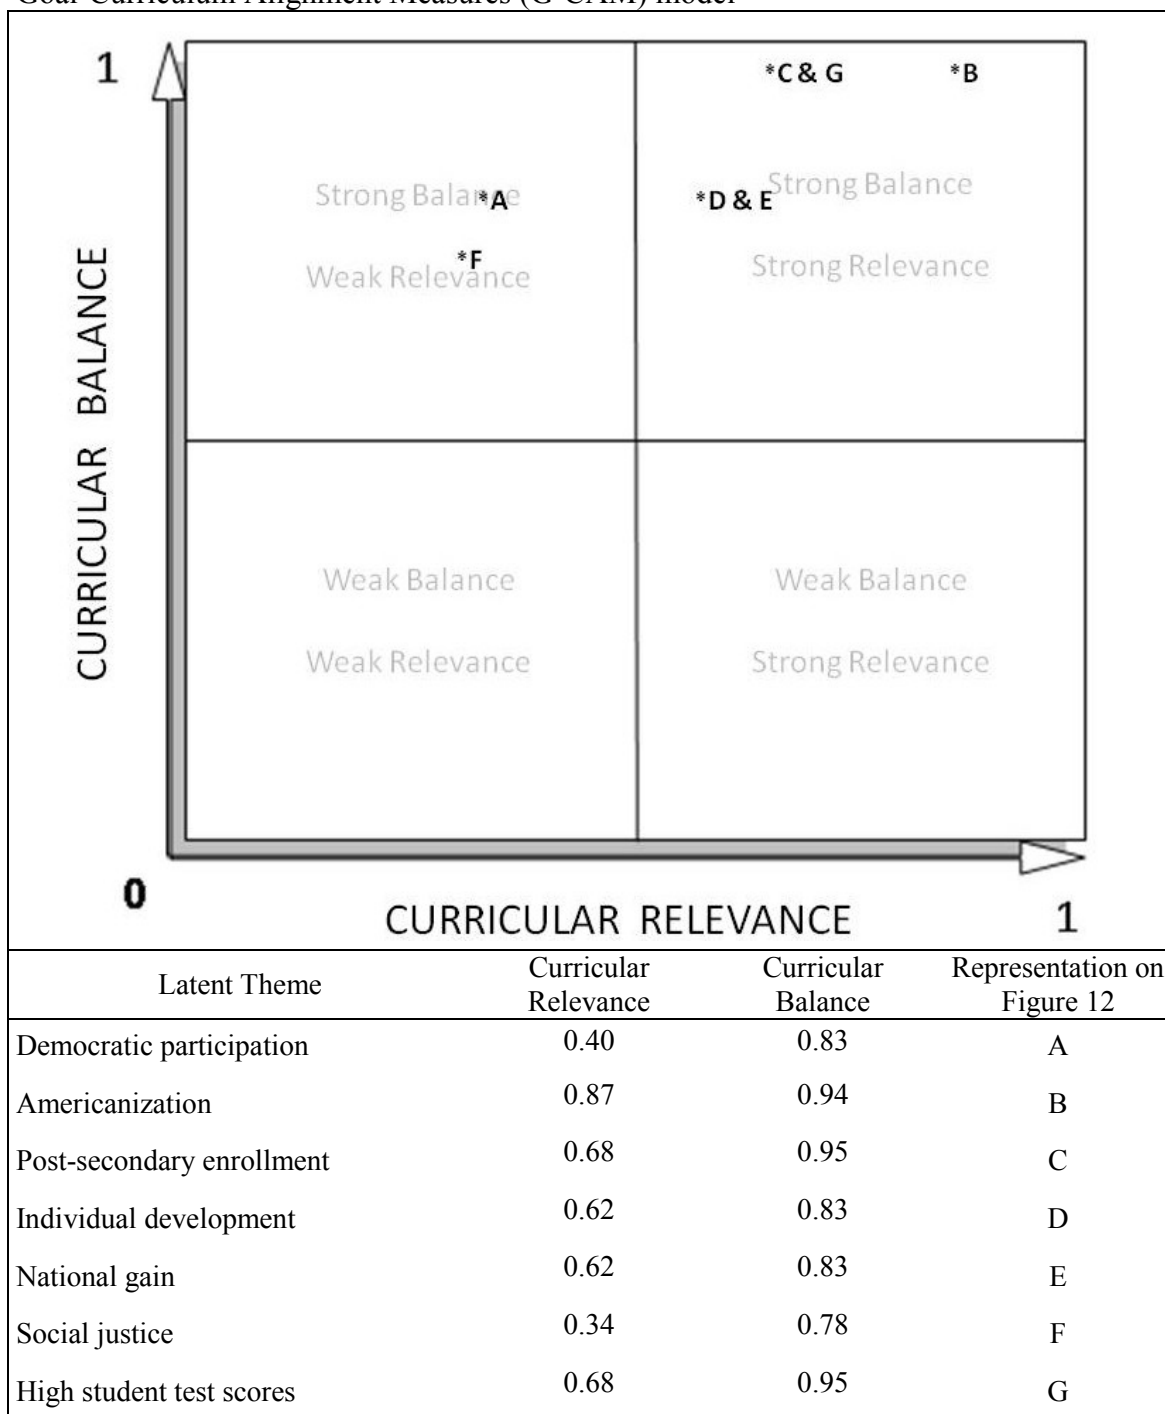 Goal-Curriculum Alignment Measures (G-CAM) model
1
*C & G
*B
Strong Balance
*A
*D & E
Strong Balance
*F
Weak Relevance
Strong Relevance
CURRICULAR BALANCE
Weak Balance
Weak Balance
Weak Relevance
Strong Relevance
0
CURRICULAR RELEVANCE
1
Latent Theme Curricular Relevance Curricular Balance Representation on Figure 12
Democratic participation 0.40 0.83 A
Americanization 0.87 0.94 B
Post-secondary enrollment 0.68 0.95 C
Individual development 0.62 0.83 D
National gain 0.62 0.83 E
Social justice 0.34 0.78 F
High student test scores 0.68 0.95 G